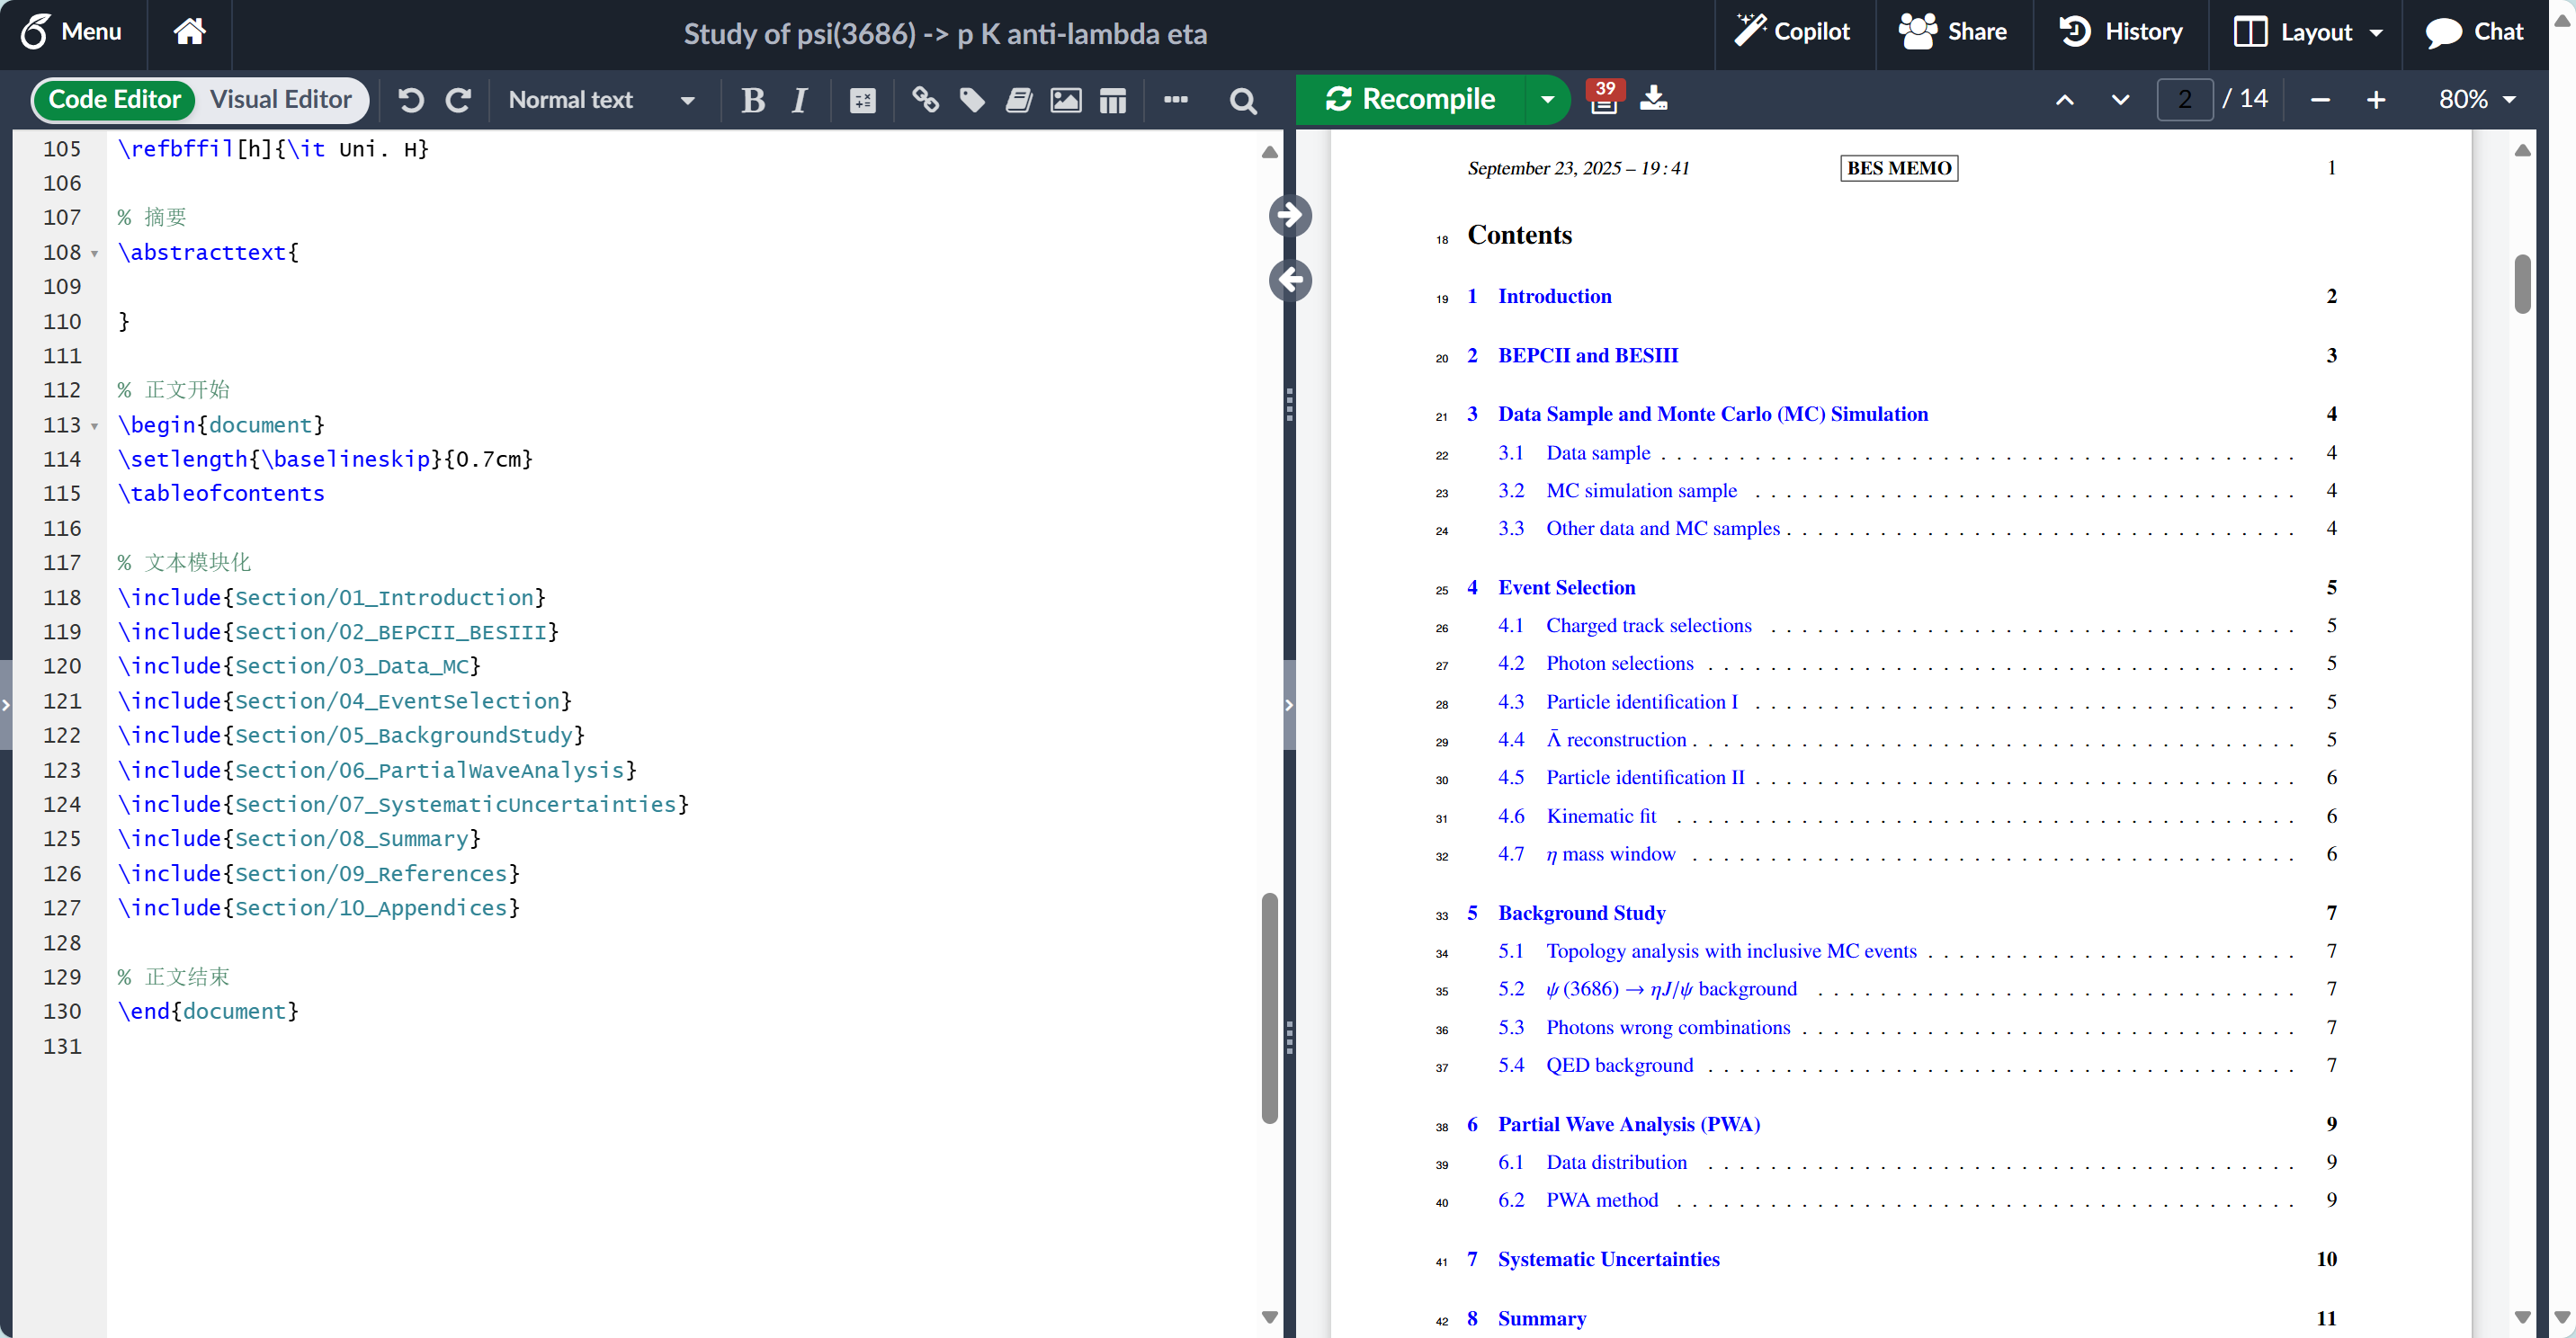 Menu
Study of psi(3686) -> p K anti-lambda eta
Copilot
Share
History
Layout
Chat
Code Editor
Visual Editor
Normal text
B
I
Recompile
39
2 / 14
80%
105 \refbffil[h]{\it Uni. H}
106
107 % 摘要
108 \abstracttext{
109
110 }
111
112 % 正文开始
113 \begin{document}
114 \setlength{\baselineskip}{0.7cm}
115 \tableofcontents
116
117 % 文本模块化
118 \include{Section/01_Introduction}
119 \include{Section/02_BEPCII_BESIII}
120 \include{Section/03_Data_MC}
121 \include{Section/04_EventSelection}
122 \include{Section/05_BackgroundStudy}
123 \include{Section/06_PartialWaveAnalysis}
124 \include{Section/07_SystematicUncertainties}
125 \include{Section/08_Summary}
126 \include{Section/09_References}
127 \include{Section/10_Appendices}
128
129 % 正文结束
130 \end{document}
131
September 23, 2025 – 19:41 BES MEMO 1
18 Contents
19 1 Introduction 2
20 2 BEPCII and BESIII 3
21 3 Data Sample and Monte Carlo (MC) Simulation 4
22 3.1 Data sample . . . . . . . . . . 4
23 3.2 MC simulation sample . . . . . . . . . . 4
24 3.3 Other data and MC samples . . . . . . . . . . 4
25 4 Event Selection 5
26 4.1 Charged track selections . . . . . . . . . . 5
27 4.2 Photon selections . . . . . . . . . . 5
28 4.3 Particle identification I . . . . . . . . . . 5
29 4.4 Λ̄ reconstruction . . . . . . . . . . 5
30 4.5 Particle identification II . . . . . . . . . . 6
31 4.6 Kinematic fit . . . . . . . . . . 6
32 4.7 η mass window . . . . . . . . . . 6
33 5 Background Study 7
34 5.1 Topology analysis with inclusive MC events . . . . . . . . . . 7
35 5.2 ψ(3686) → ηJ/ψ background . . . . . . . . . . 7
36 5.3 Photons wrong combinations . . . . . . . . . . 7
37 5.4 QED background . . . . . . . . . . 7
38 6 Partial Wave Analysis (PWA) 9
39 6.1 Data distribution . . . . . . . . . . 9
40 6.2 PWA method . . . . . . . . . . 9
41 7 Systematic Uncertainties 10
42 8 Summary 11